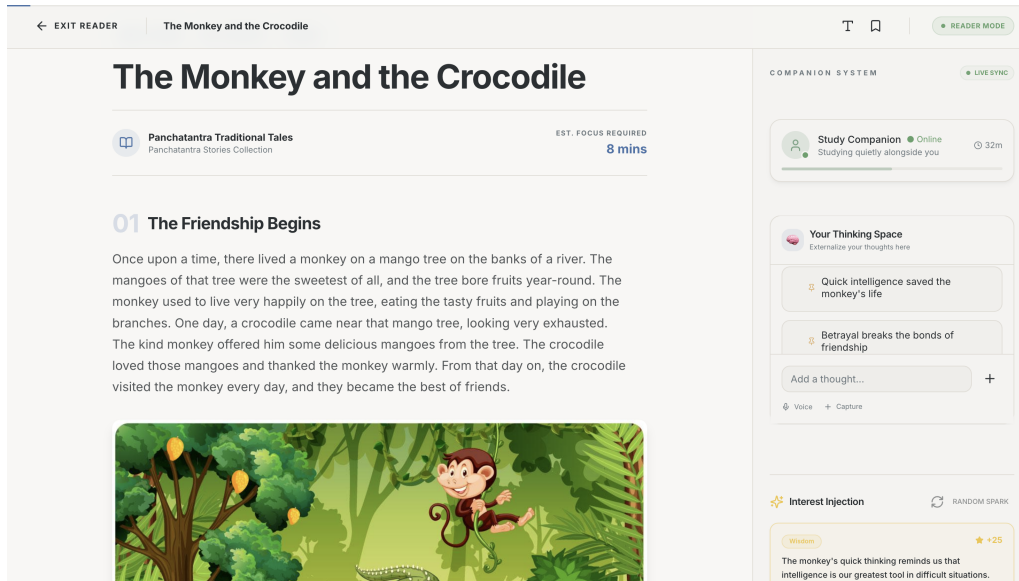 EXIT READER
The Monkey and the Crocodile
READER MODE
The Monkey and the Crocodile
Panchatantra Traditional Tales
Panchatantra Stories Collection
EST. FOCUS REQUIRED
8 mins
01 The Friendship Begins
Once upon a time, there lived a monkey on a mango tree on the banks of a river. The
mangoes of that tree were the sweetest of all, and the tree bore fruits year-round. The
monkey used to live very happily on the tree, eating the tasty fruits and playing on the
branches. One day, a crocodile came near that mango tree, looking very exhausted.
The kind monkey offered him some delicious mangoes from the tree. The crocodile
loved those mangoes and thanked the monkey warmly. From that day on, the crocodile
visited the monkey every day, and they became the best of friends.
COMPANION SYSTEM
LIVE SYNC
Study Companion
Online
Studying quietly alongside you
32m
Your Thinking Space
Externalize your thoughts here
Quick intelligence saved the
monkey's life
Betrayal breaks the bonds of
friendship
Add a thought...
Voice
Capture
Interest Injection
RANDOM SPARK
Wisdom
+25
The monkey's quick thinking reminds us that
intelligence is our greatest tool in difficult situations.